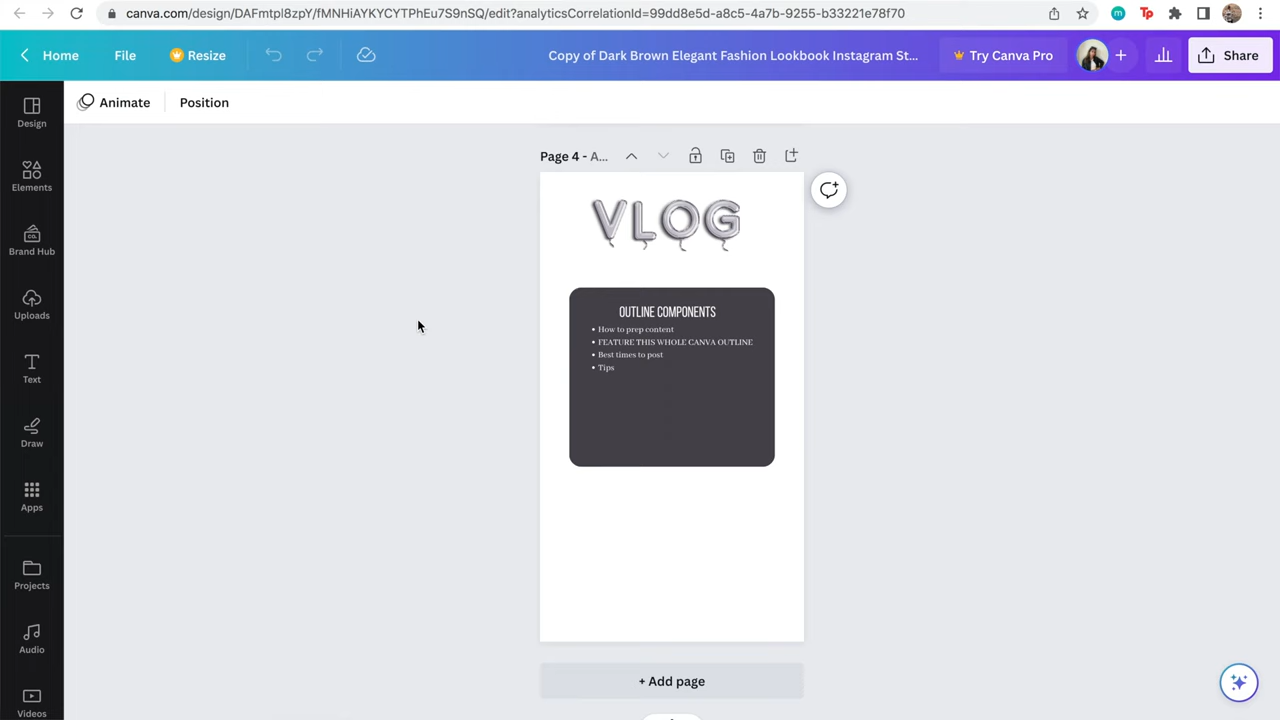 canva.com/design/DAFmtpl8zpY/fMNHiAYKYCYTPhEu7S9nSQ/edit?analyticsCorrelationId=99dd8e5d-a8c5-4a7b-9255-b33221e78f70
Home File Resize Copy of Dark Brown Elegant Fashion Lookbook Instagram St... Try Canva Pro Share
Animate Position
Design
Elements
Brand Hub
Uploads
Text
Draw
Apps
Projects
Audio
Videos
Page 4 - A...
VLOG
OUTLINE COMPONENTS
• How to prep content
• FEATURE THIS WHOLE CANVA OUTLINE
• Best times to post
• Tips
+ Add page